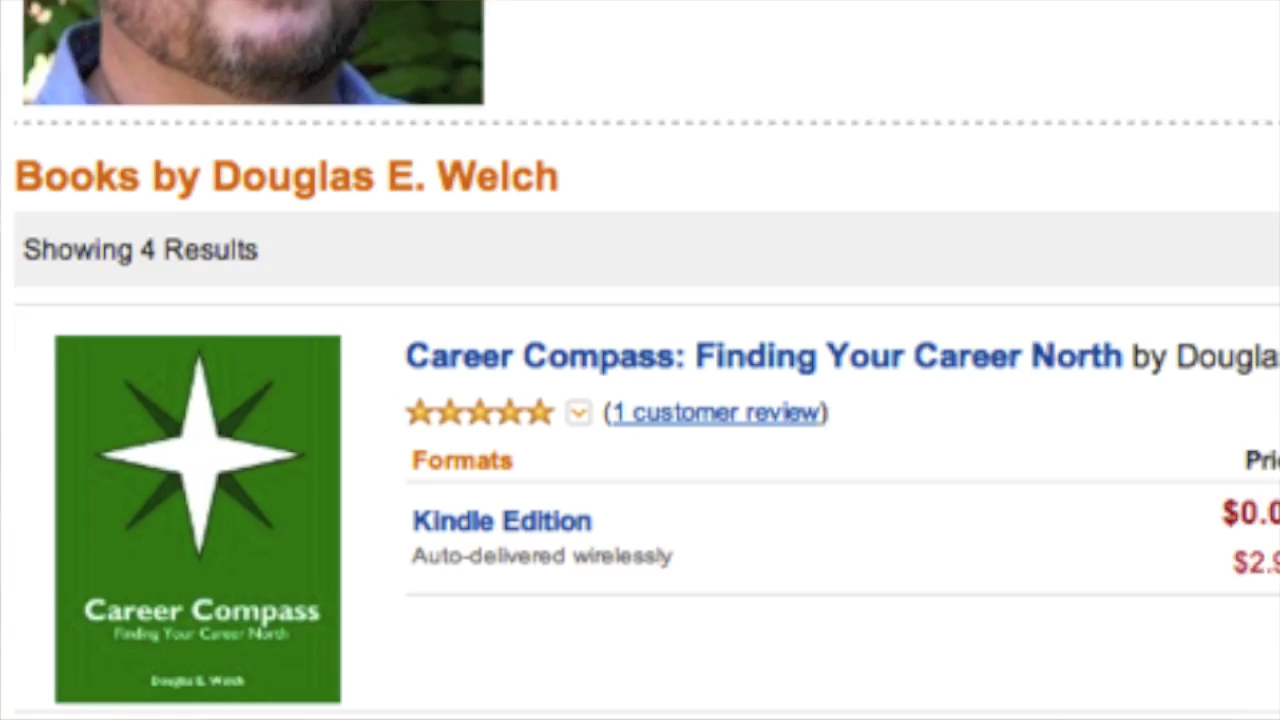 Books by Douglas E. Welch
Showing 4 Results
Career Compass: Finding Your Career North by Dougla
(1 customer review)
Formats Pri
Kindle Edition $0.0
Auto-delivered wirelessly $2.9
Career Compass
Finding Your Career North
Douglas E. Welch